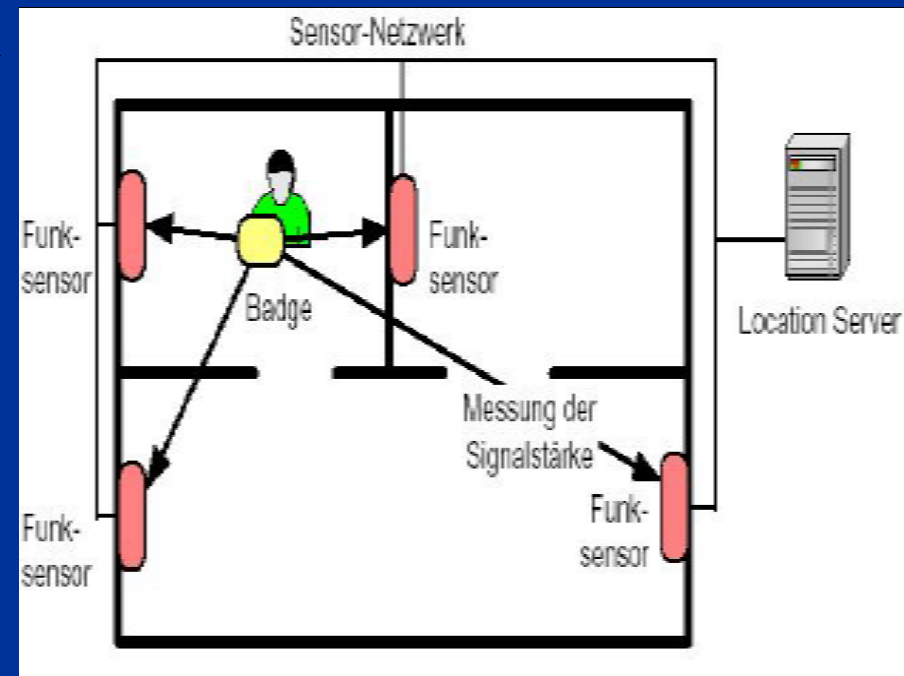 Sensor-Netzwerk
Funk-
sensor
Badge
Funk-
sensor
Location Server
Messung der
Signalstärke
Funk-
sensor
Funk-
sensor